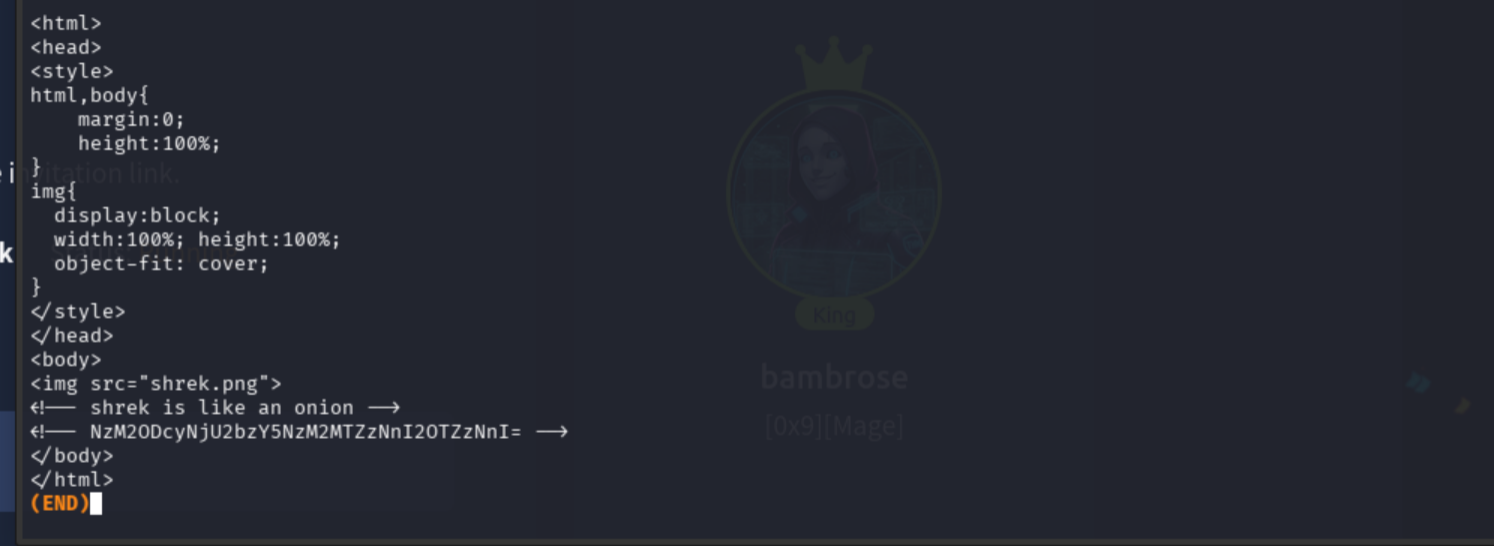 <html>
<head>
<style>
html,body{
    margin:0;
    height:100%;
}
e invitation link.
img{
  display:block;
  width:100%; height:100%;
k
  object-fit: cover;
}
</style>
</head>
<body>
<img src="shrek.png">
<!-- shrek is like an onion -->
<!-- NzM2ODcyNjU2bzY5NzM2MTZzNnI2OTZzNnI= -->
</body>
</html>
(END)
King
bambrose
[0x9][Mage]